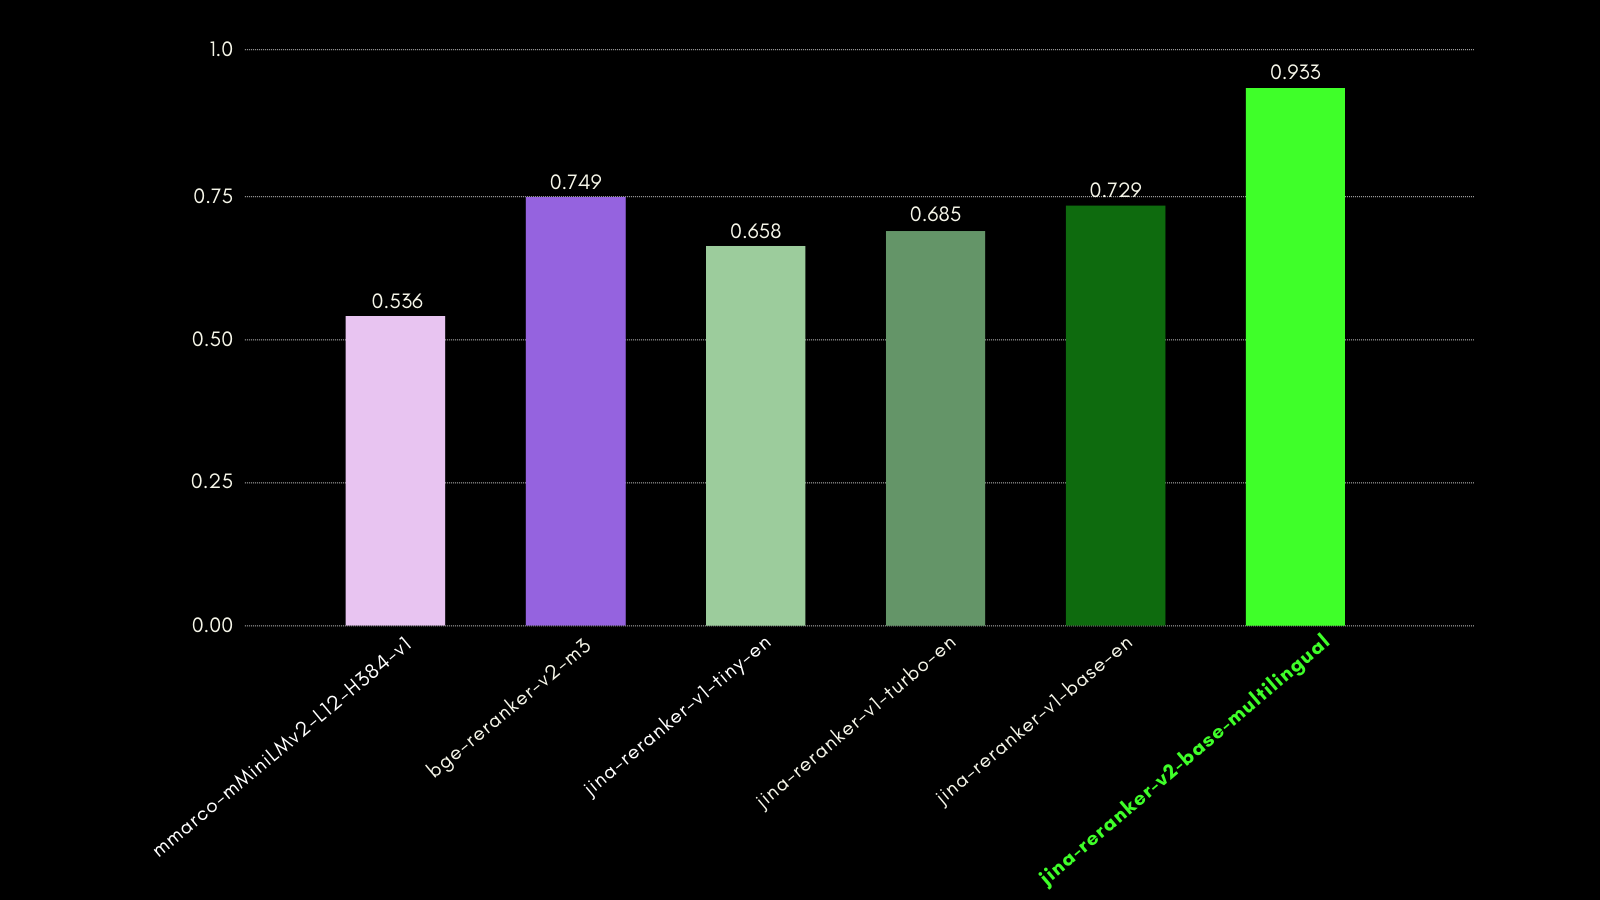 1.0
0.933
0.75
0.749
0.729
0.685
0.658
0.536
0.50
0.25
0.00
mmarco-mMiniLMv2-L12-H384-v1
bge-reranker-v2-m3
jina-reranker-v1-tiny-en
jina-reranker-v1-turbo-en
jina-reranker-v1-base-en
jina-reranker-v2-base-multilingual